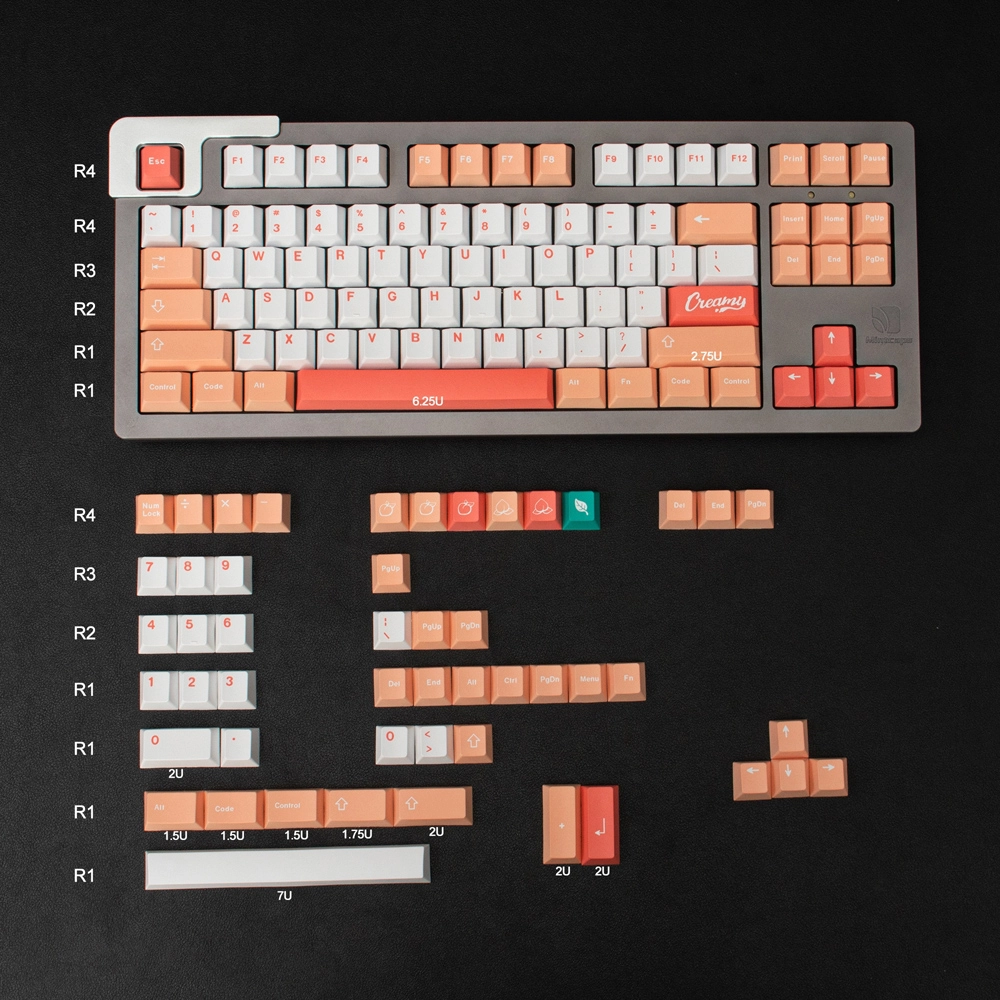 R4 Esc F1 F2 F3 F4 F5 F6 F7 F8 F9 F10 F11 F12 Print Scroll Pause
R4 ~ ! @ # $ % ^ & * ( ) – + ←  Insert Home PgUp
. 1 2 3 4 5 6 7 8 9 0 - =
R3 Q W E R T Y U I O P [ ] ¦ \ Del End PgDn
R2 A S D F G H J K L : ; " ' Creamy
Mintcaps
R1 ⇧ Z X C V B N M < , > . ? / ⇧ 2.75U ↑
R1 Control Code Alt 6.25U Alt Fn Code Control ← ↓ →
R4 Num Lock ÷ × − Del End PgDn
R3 7 8 9 PgUp
R2 4 5 6 ¦ \ PgUp PgDn
R1 1 2 3 Del End Alt Ctrl PgDn Menu Fn
R1 0 . 0 < > ⇧ ↑
2U
← ↓ →
R1 Alt Code Control ⇧ ⇧ + ↵
1.5U 1.5U 1.5U 1.75U 2U
2U 2U
R1
7U